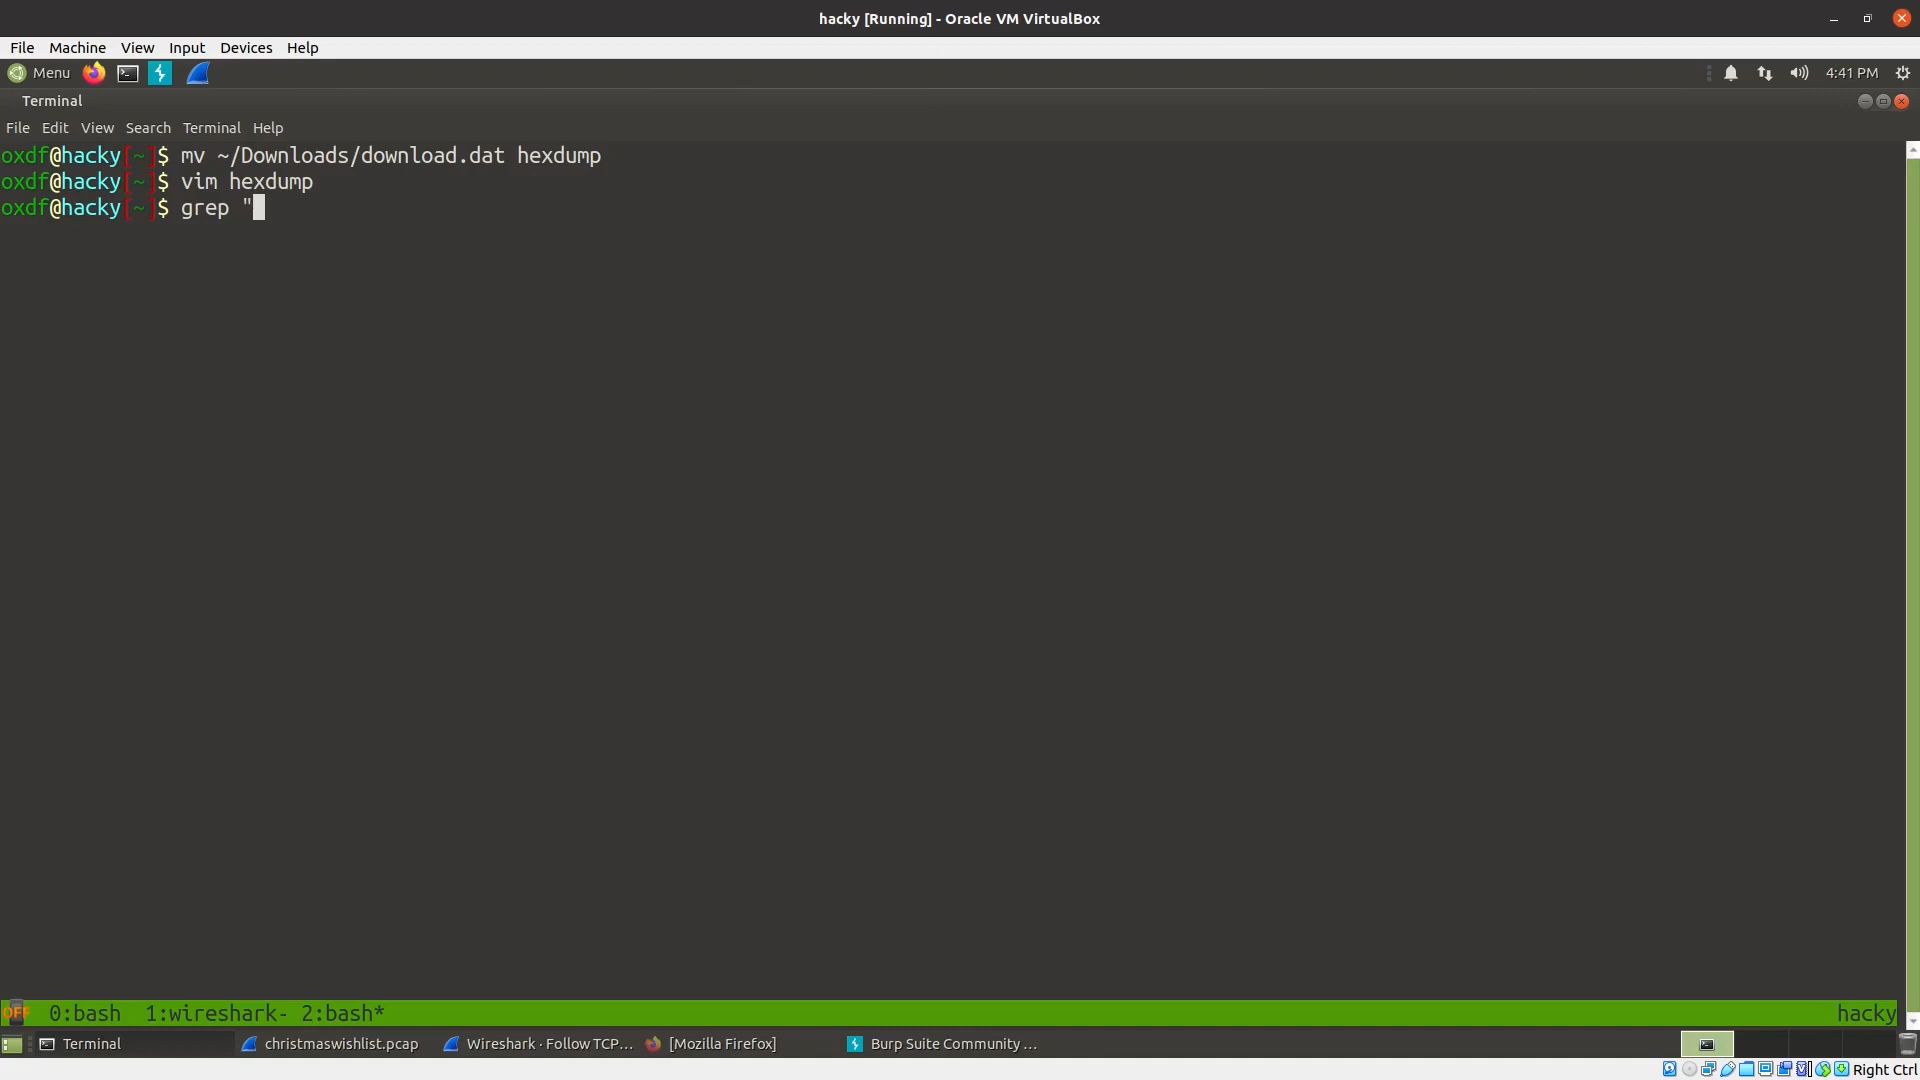 hacky [Running] - Oracle VM VirtualBox
File Machine View Input Devices Help
Menu 4:41 PM
Terminal
File Edit View Search Terminal Help
oxdf@hacky[~]$ mv ~/Downloads/download.dat hexdump
oxdf@hacky[~]$ vim hexdump
oxdf@hacky[~]$ grep "
OFF 0:bash 1:wireshark- 2:bash* hacky
Terminal christmaswishlist.pcap Wireshark · Follow TCP... [Mozilla Firefox] Burp Suite Community ...
Right Ctrl